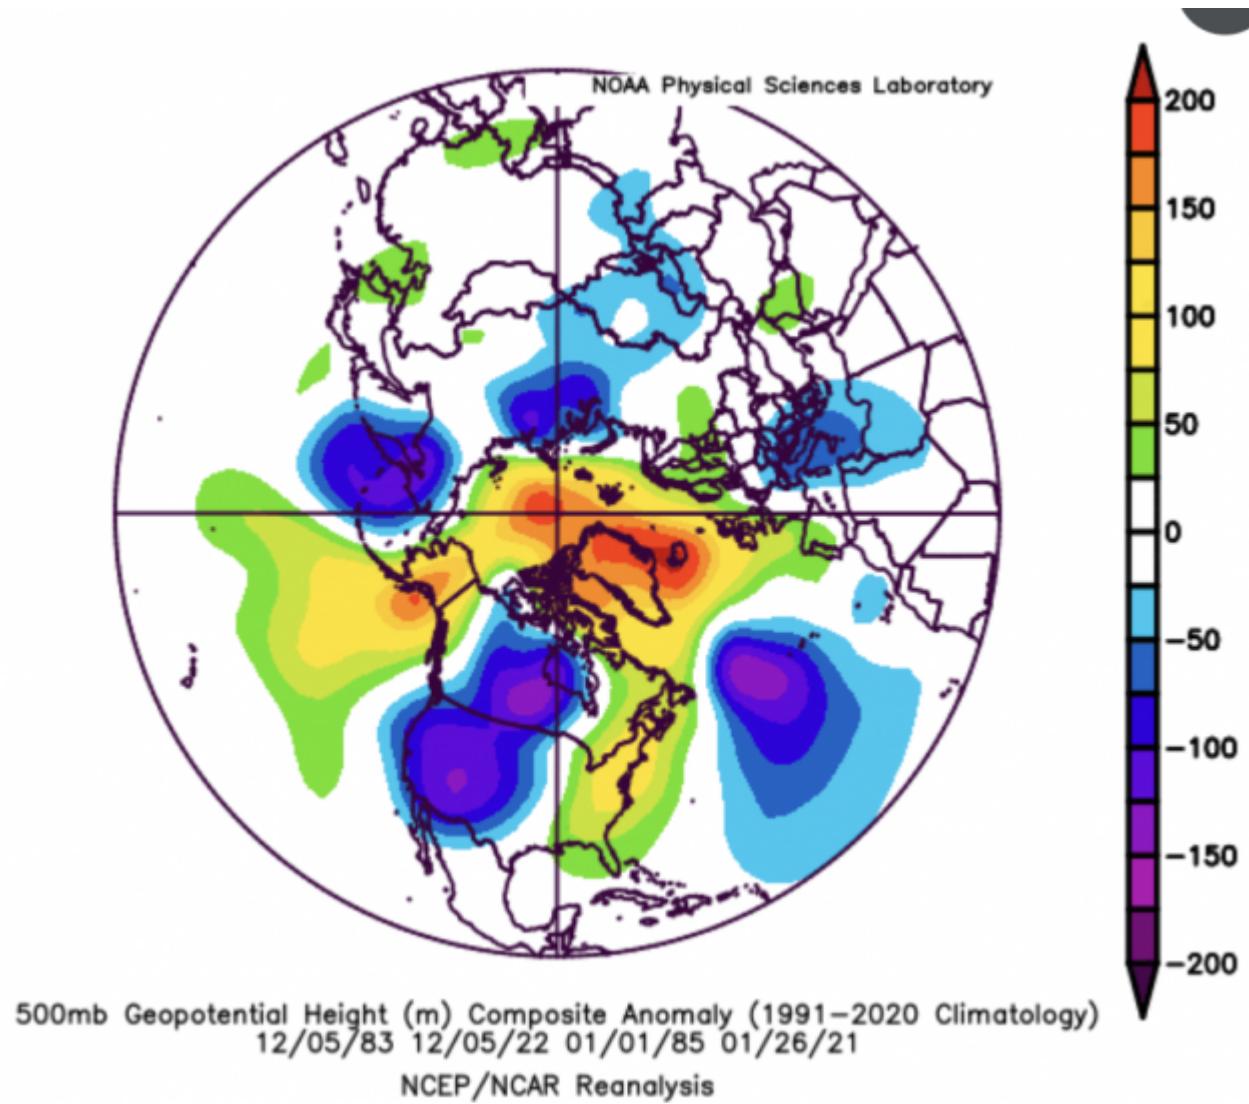 NOAA Physical Sciences Laboratory
200
150
100
50
0
−50
−100
−150
−200
500mb Geopotential Height (m) Composite Anomaly (1991−2020 Climatology)
12/05/83 12/05/22 01/01/85 01/26/21
NCEP/NCAR Reanalysis